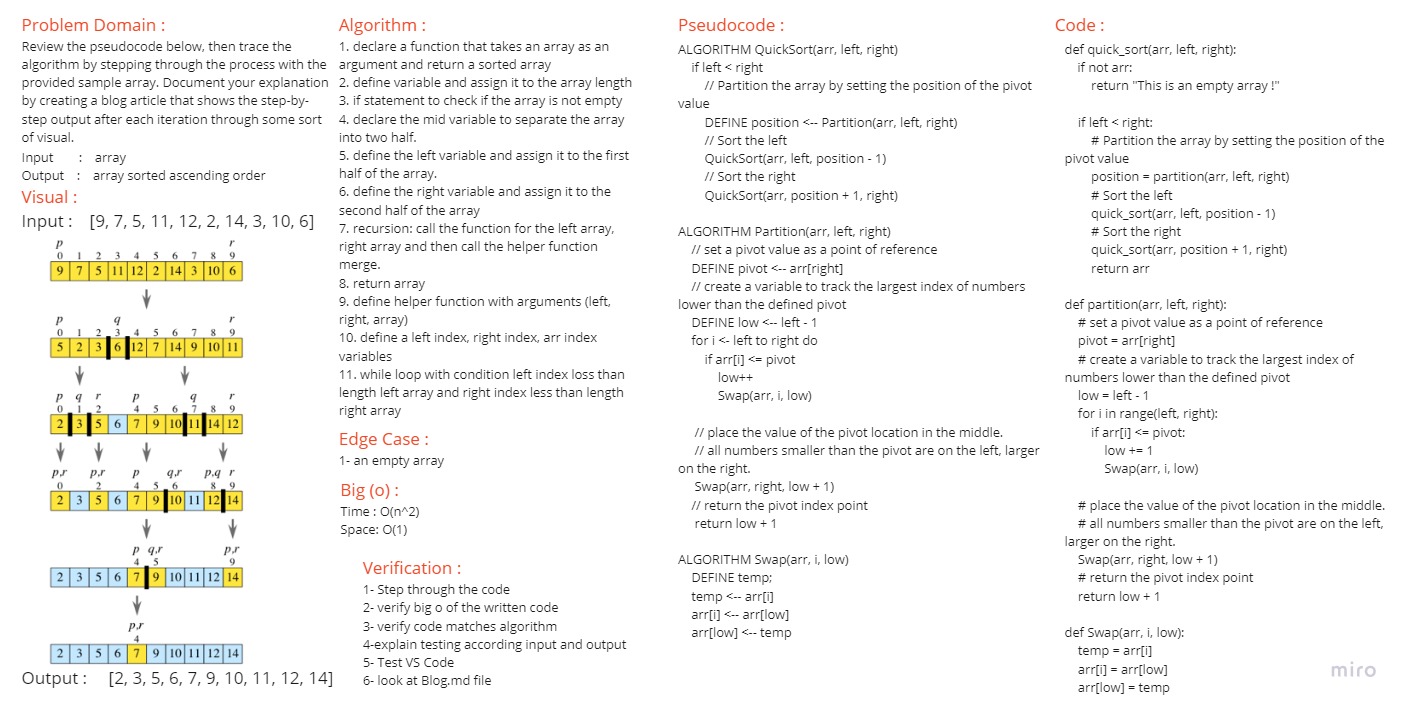 Problem Domain :
Review the pseudocode below, then trace the
algorithm by stepping through the process with the
provided sample array. Document your explanation
by creating a blog article that shows the step-by-
step output after each iteration through some sort
of visual.
Input : array
Output : array sorted ascending order
Visual :
Input : [9, 7, 5, 11, 12, 2, 14, 3, 10, 6]
p r
0 1 2 3 4 5 6 7 8 9
9 7 5 11 12 2 14 3 10 6
p q r
0 1 2 3 4 5 6 7 8 9
5 2 3 6 12 7 14 9 10 11
p q r p q r
0 1 2 4 5 6 7 8 9
2 3 5 6 7 9 10 11 14 12
p,r p,r p q,r p,q r
0 2 4 5 6 8 9
2 3 5 6 7 9 10 11 12 14
p q,r p,r
4 5 9
2 3 5 6 7 9 10 11 12 14
p,r
4
2 3 5 6 7 9 10 11 12 14
Output : [2, 3, 5, 6, 7, 9, 10, 11, 12, 14]
Algorithm :
1. declare a function that takes an array as an
argument and return a sorted array
2. define variable and assign it to the array length
3. if statement to check if the array is not empty
4. declare the mid variable to separate the array
into two half.
5. define the left variable and assign it to the first
half of the array.
6. define the right variable and assign it to the
second half of the array
7. recursion: call the function for the left array,
right array and then call the helper function
merge.
8. return array
9. define helper function with arguments (left,
right, array)
10. define a left index, right index, arr index
variables
11. while loop with condition left index loss than
length left array and right index less than length
right array
Edge Case :
1- an empty array
Big (o) :
Time : O(n^2)
Space: O(1)
Verification :
1- Step through the code
2- verify big o of the written code
3- verify code matches algorithm
4-explain testing according input and output
5- Test VS Code
6- look at Blog.md file
Pseudocode :
ALGORITHM QuickSort(arr, left, right)
if left < right
// Partition the array by setting the position of the pivot
value
DEFINE position <-- Partition(arr, left, right)
// Sort the left
QuickSort(arr, left, position - 1)
// Sort the right
QuickSort(arr, position + 1, right)
ALGORITHM Partition(arr, left, right)
// set a pivot value as a point of reference
DEFINE pivot <-- arr[right]
// create a variable to track the largest index of numbers
lower than the defined pivot
DEFINE low <-- left - 1
for i <- left to right do
if arr[i] <= pivot
low++
Swap(arr, i, low)
// place the value of the pivot location in the middle.
// all numbers smaller than the pivot are on the left, larger
on the right.
Swap(arr, right, low + 1)
// return the pivot index point
return low + 1
ALGORITHM Swap(arr, i, low)
DEFINE temp;
temp <-- arr[i]
arr[i] <-- arr[low]
arr[low] <-- temp
Code :
def quick_sort(arr, left, right):
if not arr:
return "This is an empty array !"
if left < right:
# Partition the array by setting the position of the
pivot value
position = partition(arr, left, right)
# Sort the left
quick_sort(arr, left, position - 1)
# Sort the right
quick_sort(arr, position + 1, right)
return arr
def partition(arr, left, right):
# set a pivot value as a point of reference
pivot = arr[right]
# create a variable to track the largest index of
numbers lower than the defined pivot
low = left - 1
for i in range(left, right):
if arr[i] <= pivot:
low += 1
Swap(arr, i, low)
# place the value of the pivot location in the middle.
# all numbers smaller than the pivot are on the left,
larger on the right.
Swap(arr, right, low + 1)
# return the pivot index point
return low + 1
def Swap(arr, i, low):
temp = arr[i]
arr[i] = arr[low]
arr[low] = temp
miro